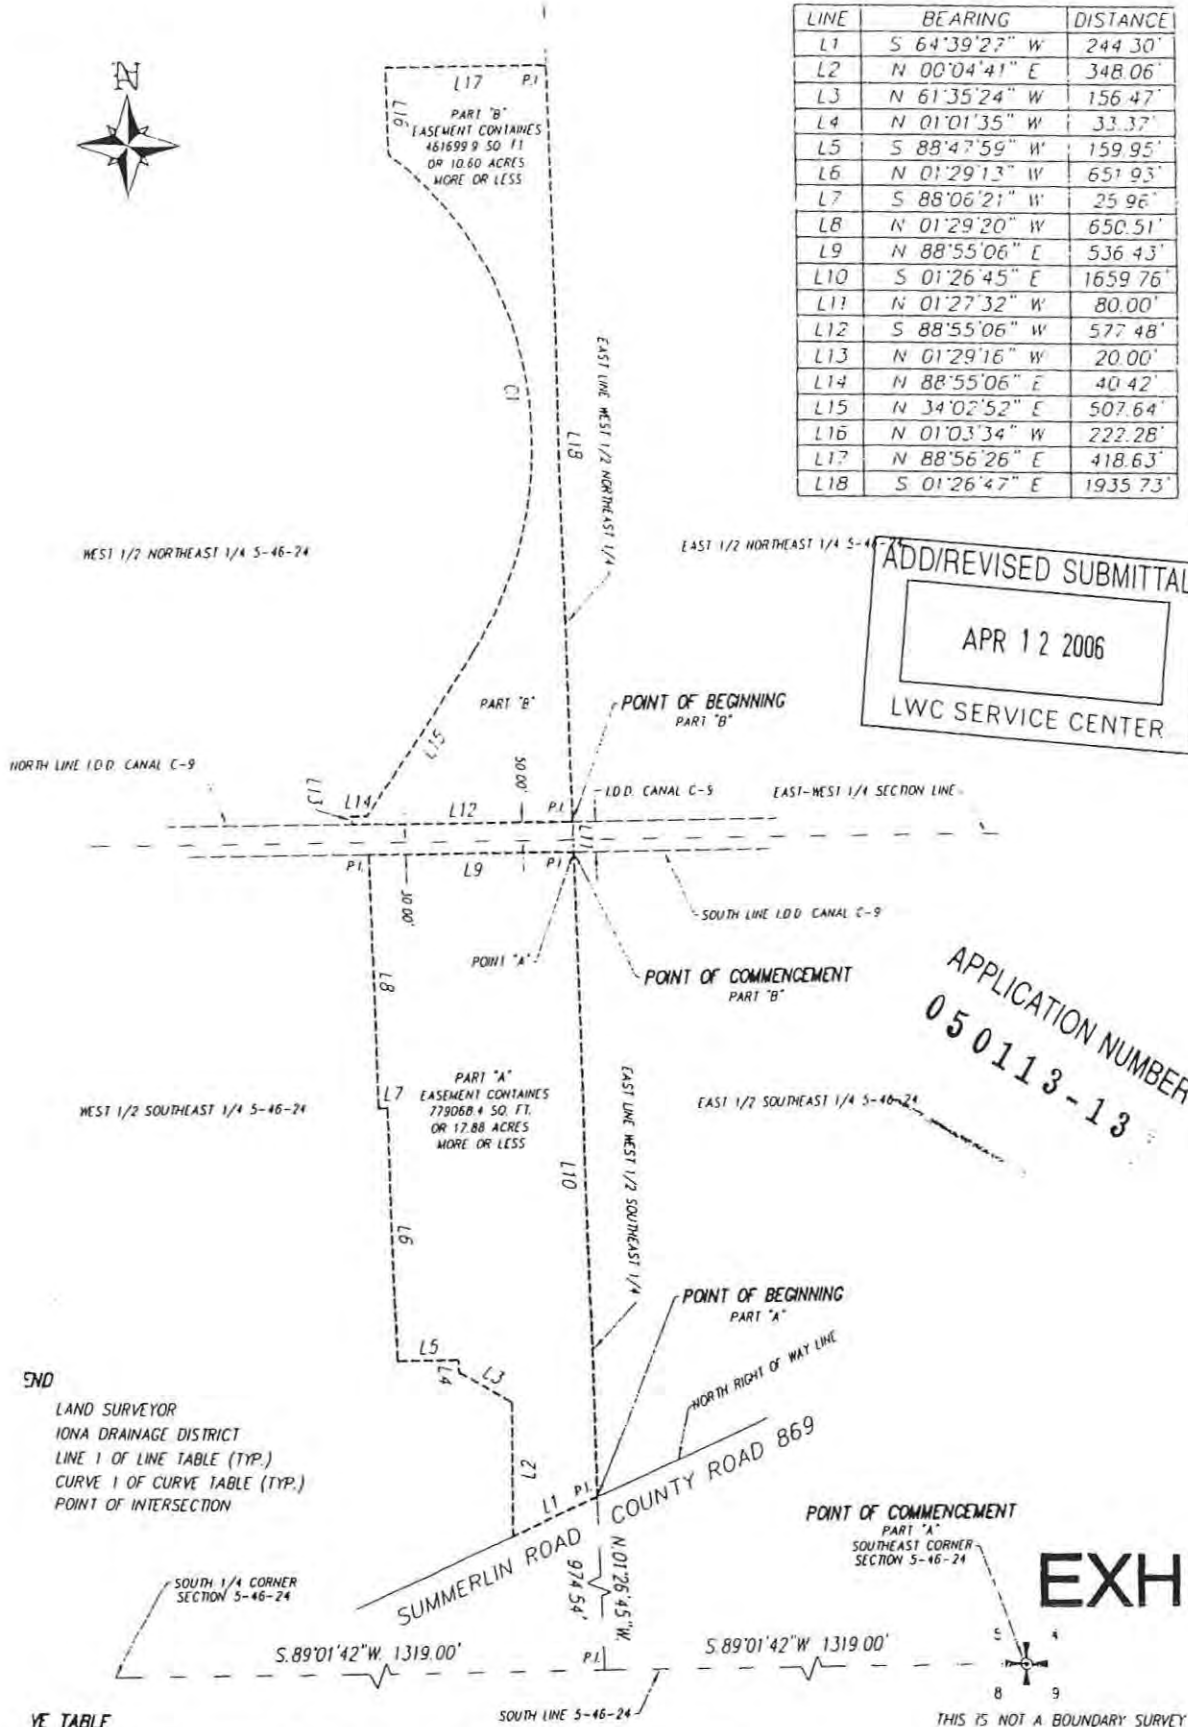 LINE BEARING DISTANCE
L1 S 64°39'27" W 244 30'
L2 N 00°04'41" E 348.06'
L3 N 61°35'24" W 156 47'
L4 N 01°01'35" W 33.37'
L5 S 88°47'59" W 159.95'
L6 N 01°29'13" W 651 93'
L7 S 88°06'21" W 25 96'
L8 N 01°29'20" W 650.51'
L9 N 88°55'06" E 536 43'
L10 S 01°26'45" E 1659 76'
L11 N 01°27'32" W 80.00'
L12 S 88°55'06" W 577 48'
L13 N 01°29'16" W 20.00'
L14 N 88°55'06" E 40 42'
L15 N 34°02'52" E 507.64'
L16 N 01°03'34" W 222.28'
L17 N 88°56'26" E 418.63'
L18 S 01°26'47" E 1935 73'
N
L17 P.I
L16
PART "B"
EASEMENT CONTAINES
461699 9 SQ FT
OR 10.60 ACRES
MORE OR LESS
C1
L18
EAST LINE WEST 1/2 NORTHEAST 1/4
WEST 1/2 NORTHEAST 1/4 5-46-24
EAST 1/2 NORTHEAST 1/4 5-46-24
ADD/REVISED SUBMITTAL
APR 12 2006
LWC SERVICE CENTER
PART "B"
POINT OF BEGINNING
PART "B"
L15
NORTH LINE I.D.D. CANAL C-9
L13
L14
L12
50 00'
P.I.
I.D.D. CANAL C-9
EAST-WEST 1/4 SECTION LINE
L11
P.I.
L9
P.I
30 00'
SOUTH LINE I.D.D CANAL C-9
POINT "A"
POINT OF COMMENCEMENT
PART "B"
L8
APPLICATION NUMBER
050113-13
L7
PART "A"
EASEMENT CONTAINES
779068.4 SQ. FT.
OR 17.88 ACRES
MORE OR LESS
WEST 1/2 SOUTHEAST 1/4 5-46-24
EAST 1/2 SOUTHEAST 1/4 5-46-24
L10
EAST LINE WEST 1/2 SOUTHEAST 1/4
L6
POINT OF BEGINNING
PART "A"
L5
L4
L3
NORTH RIGHT OF WAY LINE
END
LAND SURVEYOR
IONA DRAINAGE DISTRICT
LINE 1 OF LINE TABLE (TYP.)
CURVE 1 OF CURVE TABLE (TYP.)
POINT OF INTERSECTION
L2
L1
P.I.
SUMMERLIN ROAD COUNTY ROAD 869
N.01°26'45"W.
974.54'
POINT OF COMMENCEMENT
PART "A"
SOUTHEAST CORNER
SECTION 5-46-24
EXH
SOUTH 1/4 CORNER
SECTION 5-46-24
S.89°01'42"W. 1319.00'
P.I.
S.89°01'42"W 1319.00'
5 4
8 9
SOUTH LINE 5-46-24
VE TABLE
THIS IS NOT A BOUNDARY SURVEY